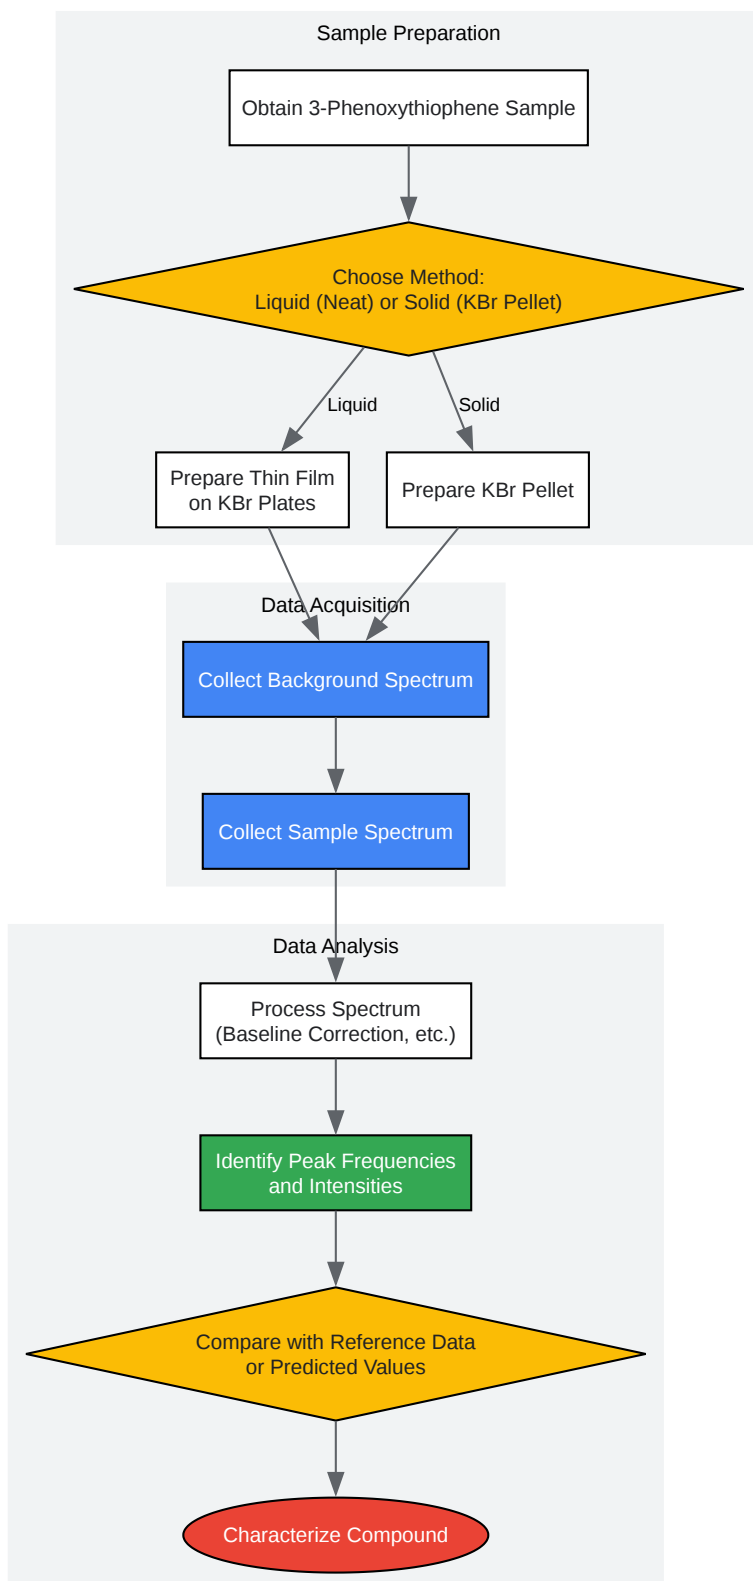 Sample Preparation
Obtain 3-Phenoxythiophene Sample
Choose Method:
Liquid (Neat) or Solid (KBr Pellet)
Liquid
Solid
Prepare Thin Film
on KBr Plates
Prepare KBr Pellet
Data Acquisition
Collect Background Spectrum
Collect Sample Spectrum
Data Analysis
Process Spectrum
(Baseline Correction, etc.)
Identify Peak Frequencies
and Intensities
Compare with Reference Data
or Predicted Values
Characterize Compound